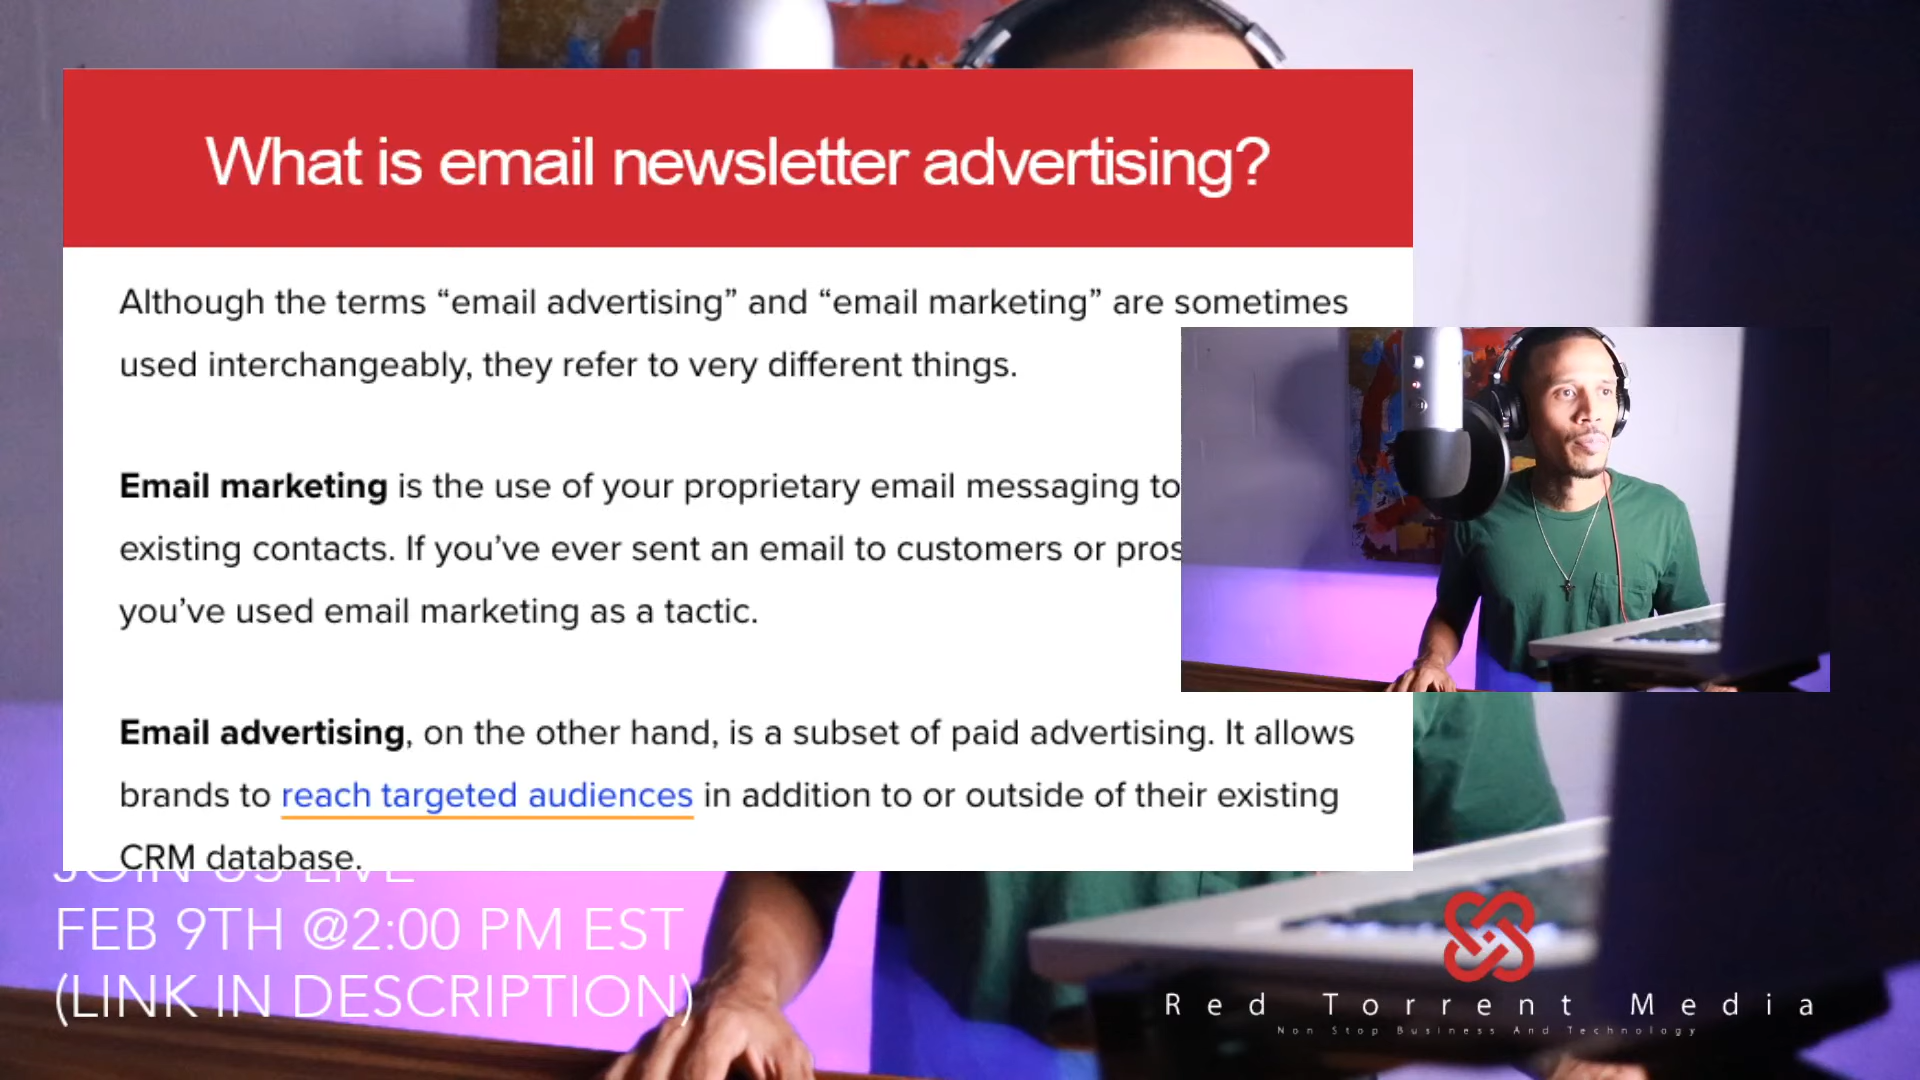 What is email newsletter advertising?
Although the terms “email advertising” and “email marketing” are sometimes
used interchangeably, they refer to very different things.
Email marketing is the use of your proprietary email messaging to
existing contacts. If you’ve ever sent an email to customers or
you’ve used email marketing as a tactic.
Email advertising, on the other hand, is a subset of paid advertising. It allows
brands to reach targeted audiences in addition to or outside of their existing
CRM database.
JOIN US LIVE
FEB 9TH @2:00 PM EST
(LINK IN DESCRIPTION)
Red Torrent Media
Non Stop Business And Technology